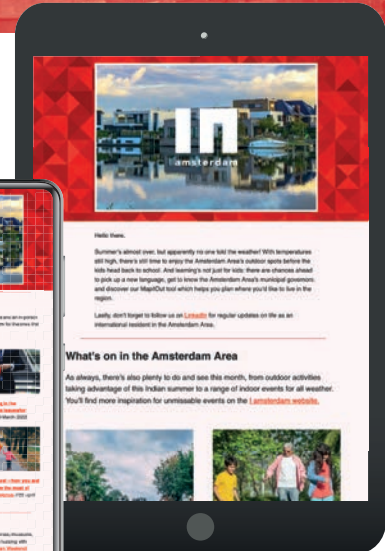 In
I amsterdam
Hello there,
Summer's almost over, but apparently no one told the weather! With temperatures
still high, there's still time to enjoy the Amsterdam Area's outdoor spots before the
kids head back to school. And learning's not just for kids: there are chances ahead
to pick up a new language, get to know the Amsterdam Area's municipal governors
and discover our MapitOut tool which helps you plan where you'd like to live in the
region.
Lastly, don't forget to follow us on LinkedIn for regular updates on life as an
international resident in the Amsterdam Area.
What's on in the Amsterdam Area
As always, there's also plenty to do and see this month, from outdoor activities
taking advantage of this Indian summer to a range of indoor events for all weather.
You'll find more inspiration for unmissable events on the I amsterdam website.
March 2022